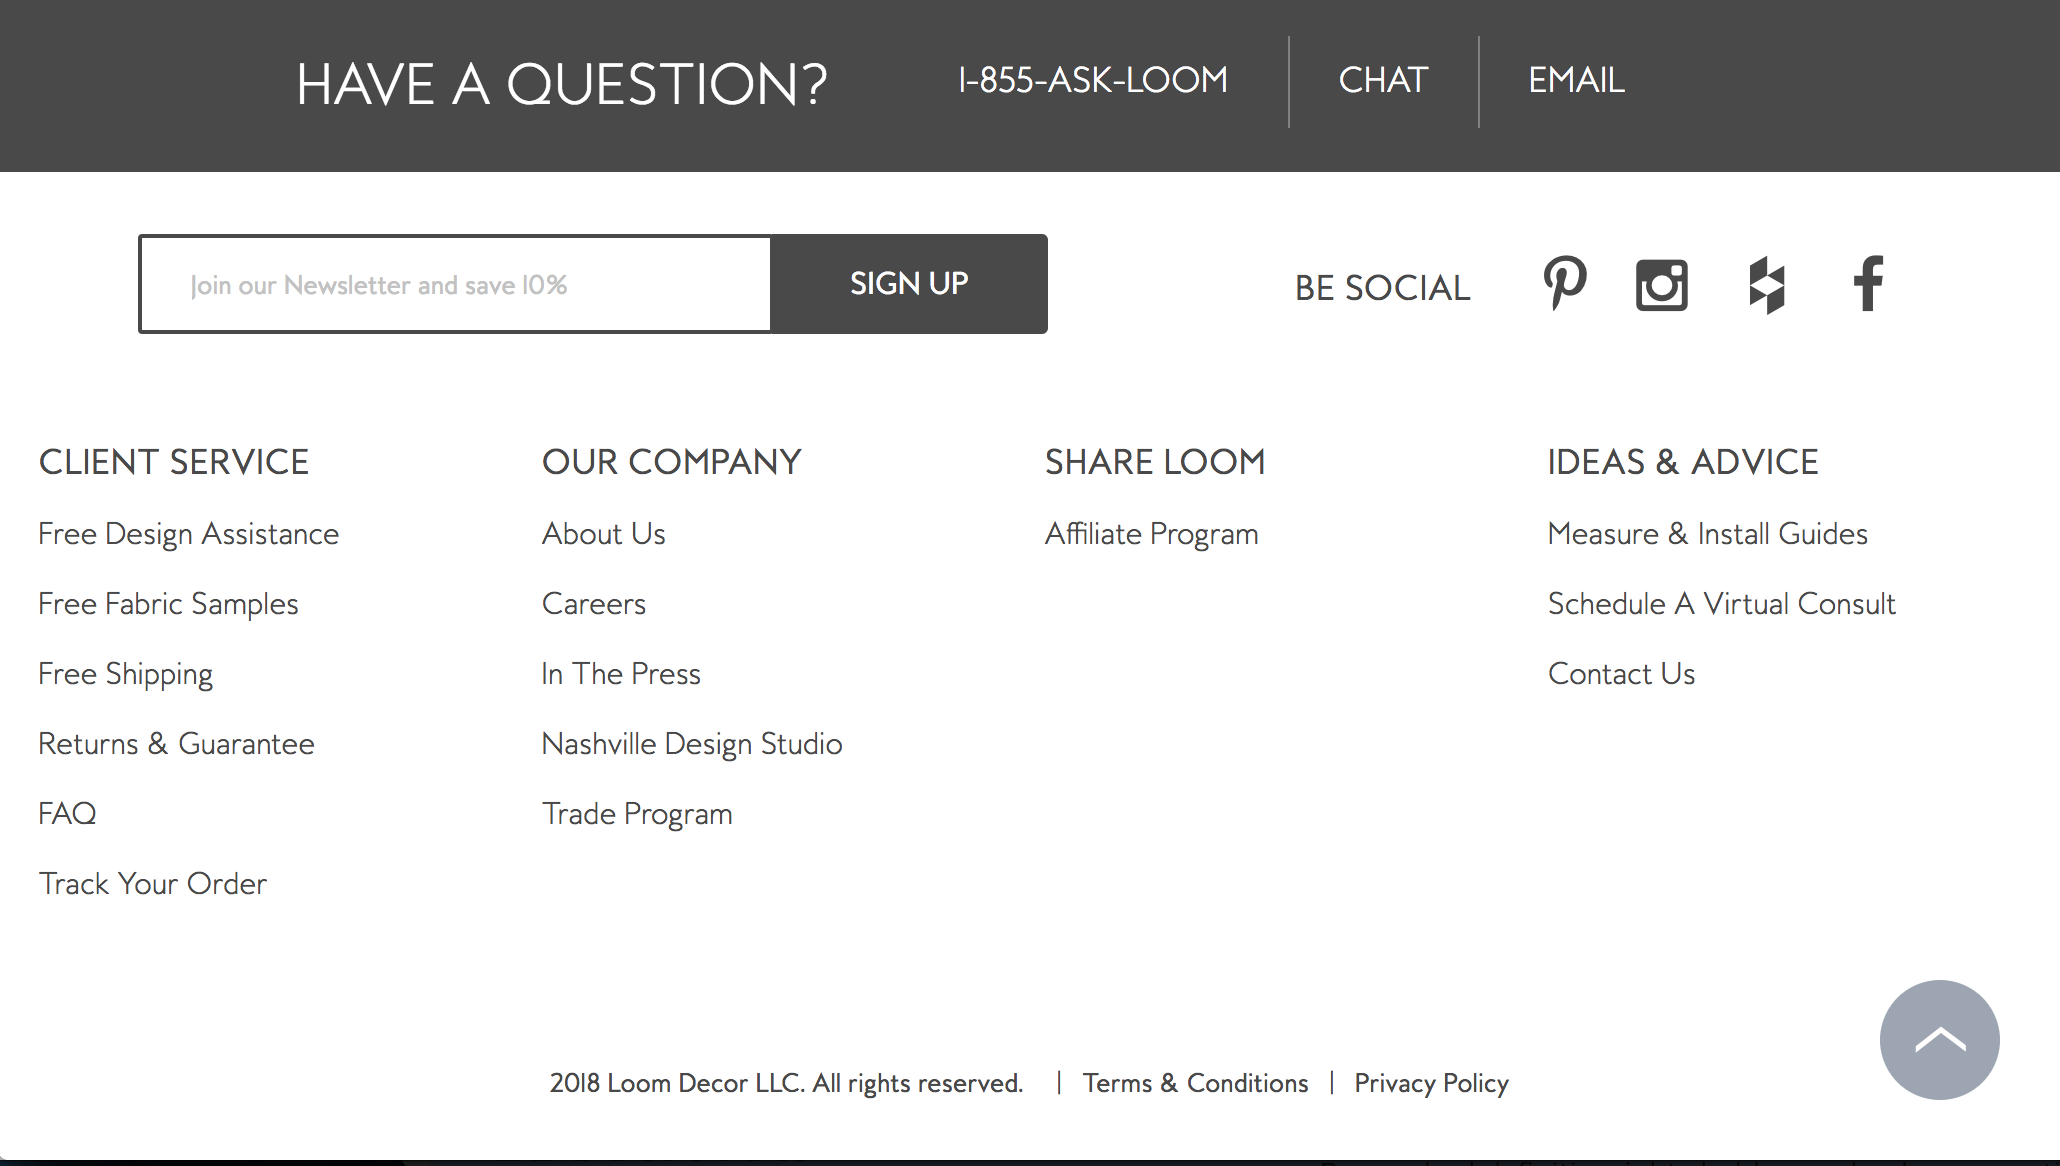 HAVE A QUESTION?
1-855-ASK-LOOM
CHAT
EMAIL
Join our Newsletter and save 10%
SIGN UP
BE SOCIAL
CLIENT SERVICE
Free Design Assistance
Free Fabric Samples
Free Shipping
Returns & Guarantee
FAQ
Track Your Order
OUR COMPANY
About Us
Careers
In The Press
Nashville Design Studio
Trade Program
SHARE LOOM
Affiliate Program
IDEAS & ADVICE
Measure & Install Guides
Schedule A Virtual Consult
Contact Us
2018 Loom Decor LLC. All rights reserved. | Terms & Conditions | Privacy Policy